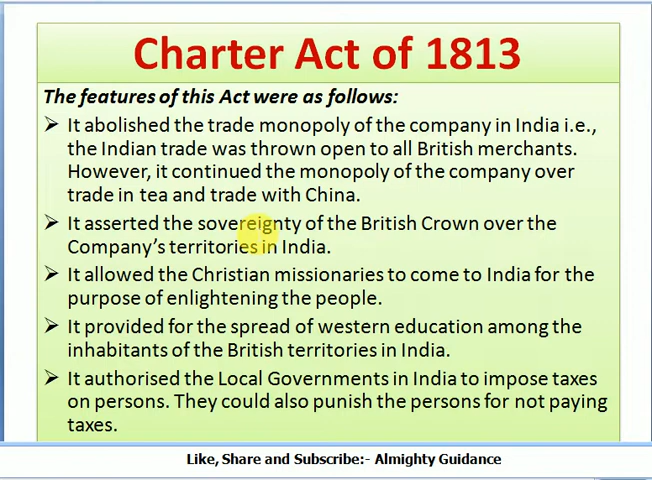 Charter Act of 1813
The features of this Act were as follows:
➢ It abolished the trade monopoly of the company in India i.e.,
the Indian trade was thrown open to all British merchants.
However, it continued the monopoly of the company over
trade in tea and trade with China.
➢ It asserted the sovereignty of the British Crown over the
Company's territories in India.
➢ It allowed the Christian missionaries to come to India for the
purpose of enlightening the people.
➢ It provided for the spread of western education among the
inhabitants of the British territories in India.
➢ It authorised the Local Governments in India to impose taxes
on persons. They could also punish the persons for not paying
taxes.
Like, Share and Subscribe:- Almighty Guidance